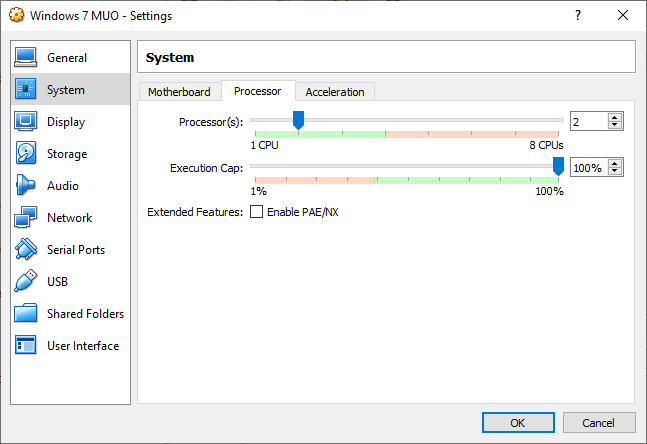 Windows 7 MUO - Settings
?
General
System
Display
Storage
Audio
Network
Serial Ports
USB
Shared Folders
User Interface
System
Motherboard
Processor
Acceleration
Processor(s):
2
1 CPU
8 CPUs
Execution Cap:
100%
1%
100%
Extended Features:
Enable PAE/NX
OK
Cancel